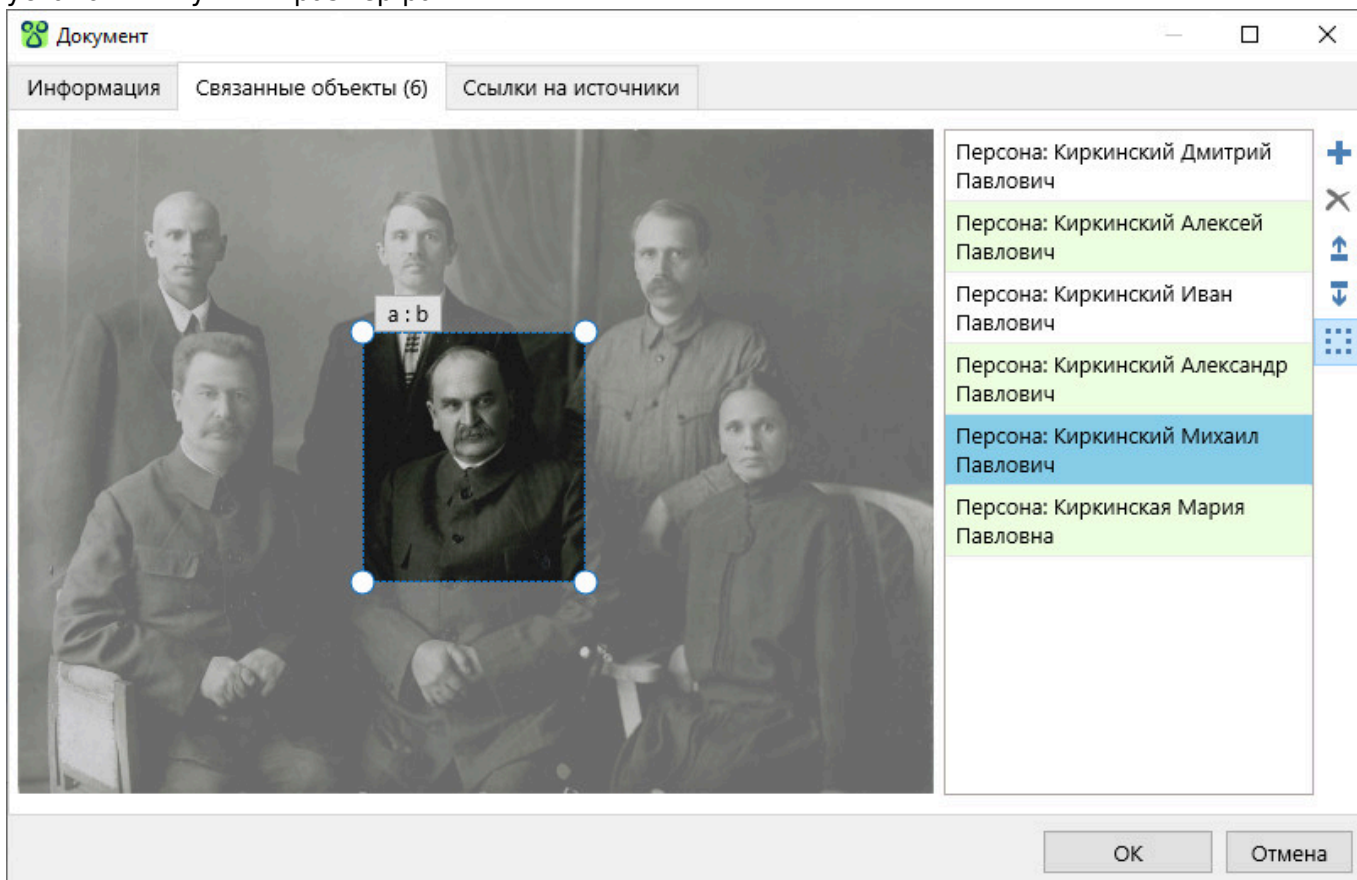 Документ
Информация Связанные объекты (6) Ссылки на источники
a : b
Персона: Киркинский Дмитрий
Павлович
Персона: Киркинский Алексей
Павлович
Персона: Киркинский Иван
Павлович
Персона: Киркинский Александр
Павлович
Персона: Киркинский Михаил
Павлович
Персона: Киркинская Мария
Павловна
ОК Отмена